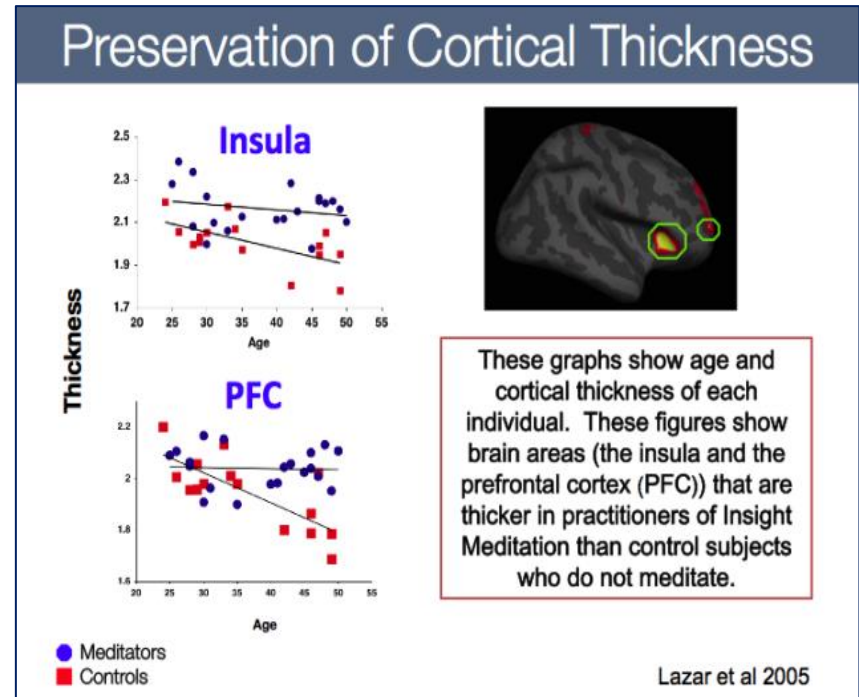 Preservation of Cortical Thickness
Insula
2.5
2.3
2.1
1.9
1.7
20 25 30 35 40 45 50 55
Age
Thickness
PFC
2.2
2
1.8
1.6
20 25 30 35 40 45 50 55
Age
Meditators
Controls
These graphs show age and
cortical thickness of each
individual. These figures show
brain areas (the insula and the
prefrontal cortex (PFC)) that are
thicker in practitioners of Insight
Meditation than control subjects
who do not meditate.
Lazar et al 2005